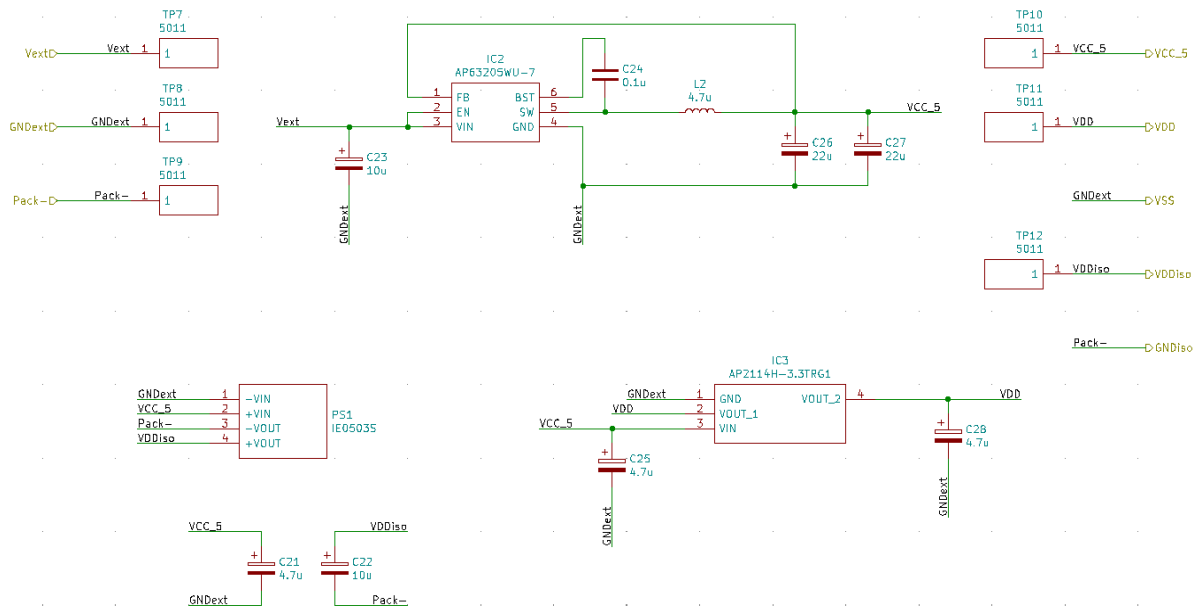 TP7
5011
Vext
Vext 1
1
TP8
5011
GNDext
GNDext 1
1
TP9
5011
Pack-
Pack- 1
1
IC2
AP63205WU-7
1 FB
2 EN
3 VIN
BST 6
SW 5
GND 4
Vext
C23
10u
GNDext
GNDext
C24
0.1u
L2
4.7u
VCC_5
C26
22u
C27
22u
TP10
5011
1
1 VCC_5
VCC_5
TP11
5011
1
1 VDD
VDD
GNDext
VSS
TP12
5011
1
1 VDDiso
VDDiso
Pack-
GNDiso
GNDext 1 -VIN
VCC_5 2 +VIN
Pack- 3 -VOUT
VDDiso 4 +VOUT
PS1
IE0503S
IC3
AP2114H-3.3TRG1
GNDext 1 GND
VDD 2 VOUT_1
VCC_5 3 VIN
VOUT_2 4
VDD
C25
4.7u
GNDext
C28
4.7u
GNDext
VCC_5
C21
4.7u
GNDext
VDDiso
C22
10u
Pack-